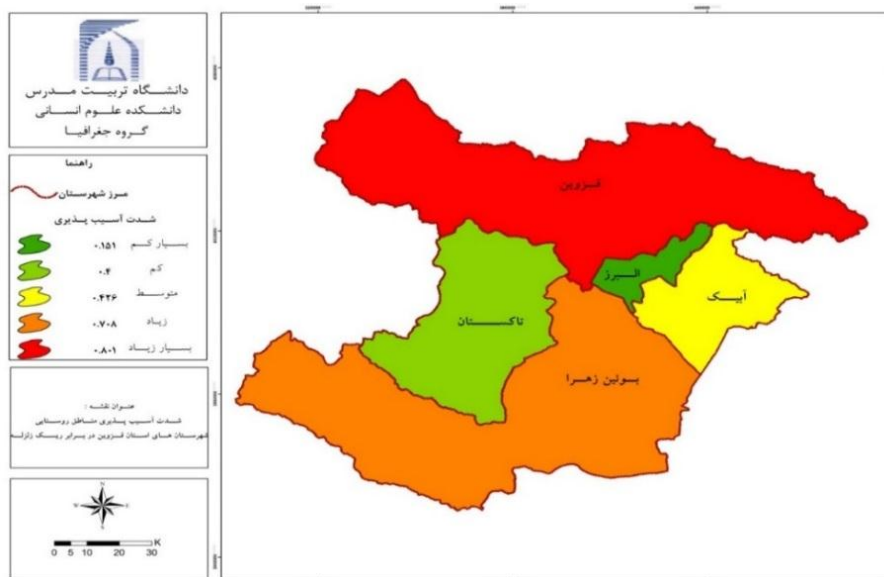 دانشگاه تربیت مدرس
دانشکده علوم انسانی
گروه جغرافیا
راهنما
مرز شهرستان
شدت آسیب پذیری
بسیار کم ۰.۱۵۱
کم ۰.۴
متوسط ۰.۴۲۶
زیاد ۰.۷۰۸
بسیار زیاد ۰.۸۰۱
عنوان نقشه :
شدت آسیب پذیری مناطق روستایی
شهرستان های استان قزوین در برابر ریسک زلزله
N
W E
S
K
0 5 10 20 30
قزوین
البرز
آبیک
تاکستان
بوئین زهرا